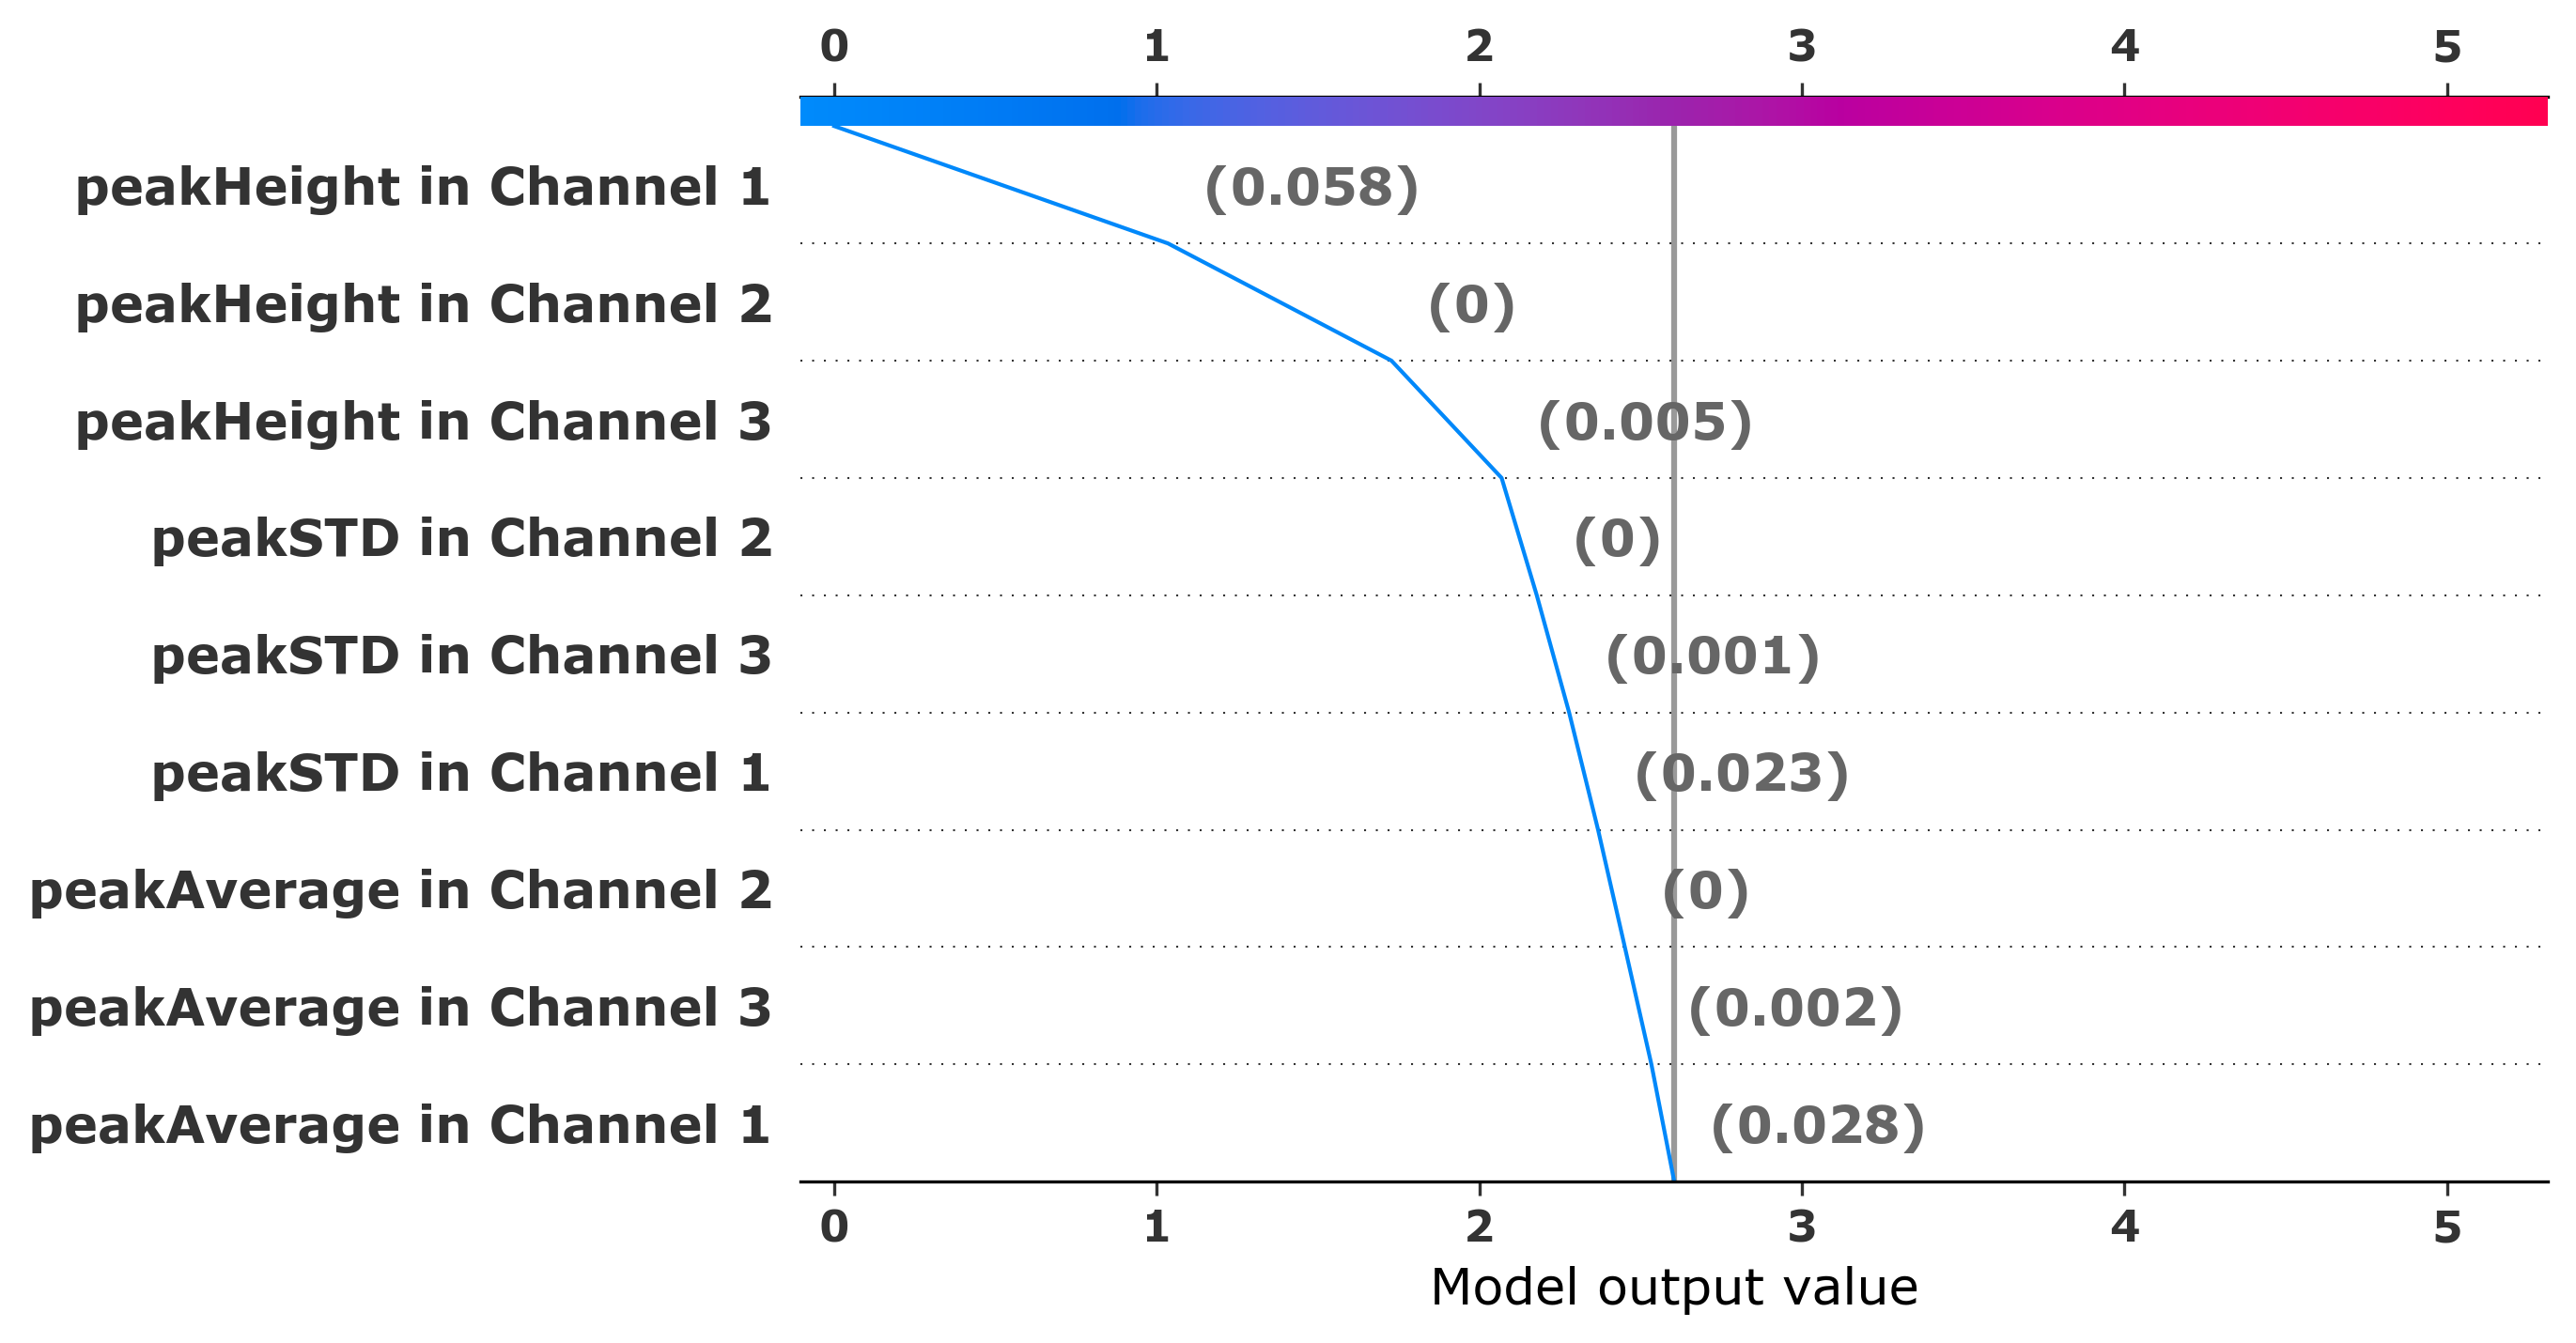 0 1 2 3 4 5
peakHeight in Channel 1 (0.058)
peakHeight in Channel 2 (0)
peakHeight in Channel 3 (0.005)
peakSTD in Channel 2 (0)
peakSTD in Channel 3 (0.001)
peakSTD in Channel 1 (0.023)
peakAverage in Channel 2 (0)
peakAverage in Channel 3 (0.002)
peakAverage in Channel 1 (0.028)
0 1 2 3 4 5
Model output value